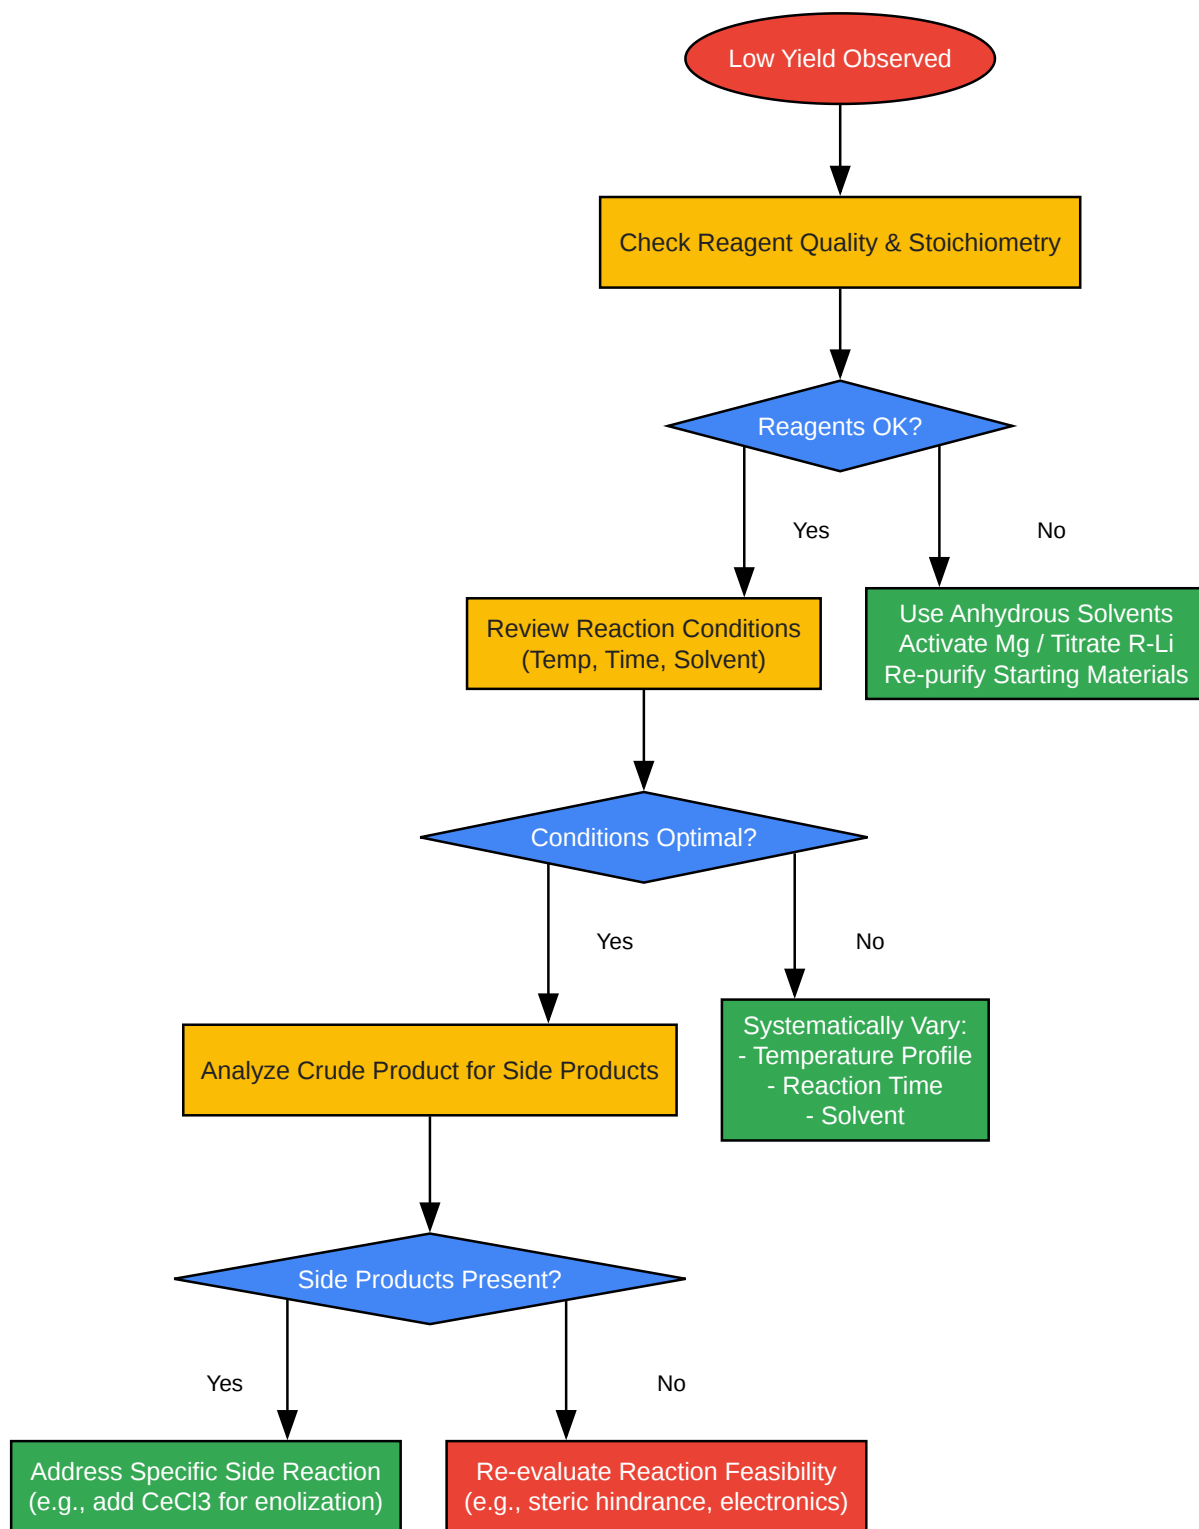 Low Yield Observed
Check Reagent Quality & Stoichiometry
Reagents OK?
Yes
No
Review Reaction Conditions
(Temp, Time, Solvent)
Use Anhydrous Solvents
Activate Mg / Titrate R-Li
Re-purify Starting Materials
Conditions Optimal?
Yes
No
Analyze Crude Product for Side Products
Systematically Vary:
- Temperature Profile
- Reaction Time
- Solvent
Side Products Present?
Yes
No
Address Specific Side Reaction
(e.g., add CeCl3 for enolization)
Re-evaluate Reaction Feasibility
(e.g., steric hindrance, electronics)